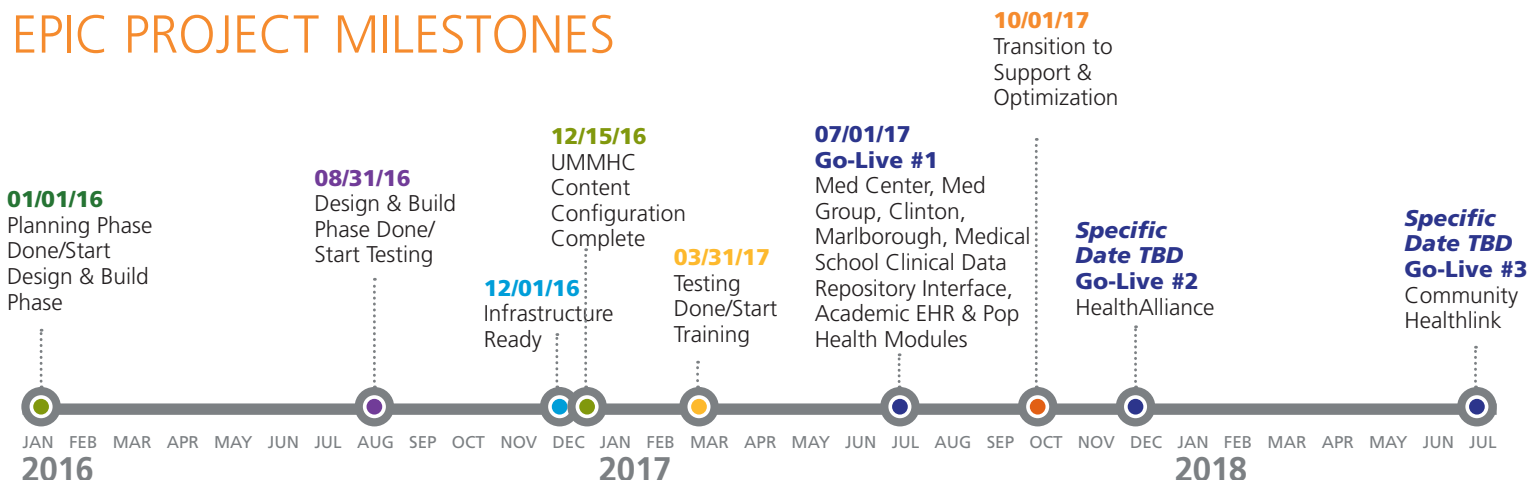 EPIC PROJECT MILESTONES
01/01/16
Planning Phase
Done/Start
Design & Build
Phase
08/31/16
Design & Build
Phase Done/
Start Testing
12/01/16
Infrastructure
Ready
12/15/16
UMMHC
Content
Configuration
Complete
03/31/17
Testing
Done/Start
Training
07/01/17
Go-Live #1
Med Center, Med
Group, Clinton,
Marlborough, Medical
School Clinical Data
Repository Interface,
Academic EHR & Pop
Health Modules
10/01/17
Transition to
Support &
Optimization
Specific
Date TBD
Go-Live #2
HealthAlliance
Specific
Date TBD
Go-Live #3
Community
Healthlink
JAN FEB MAR APR MAY JUN JUL AUG SEP OCT NOV DEC JAN FEB MAR APR MAY JUN JUL AUG SEP OCT NOV DEC JAN FEB MAR APR MAY JUN JUL
2016 2017 2018